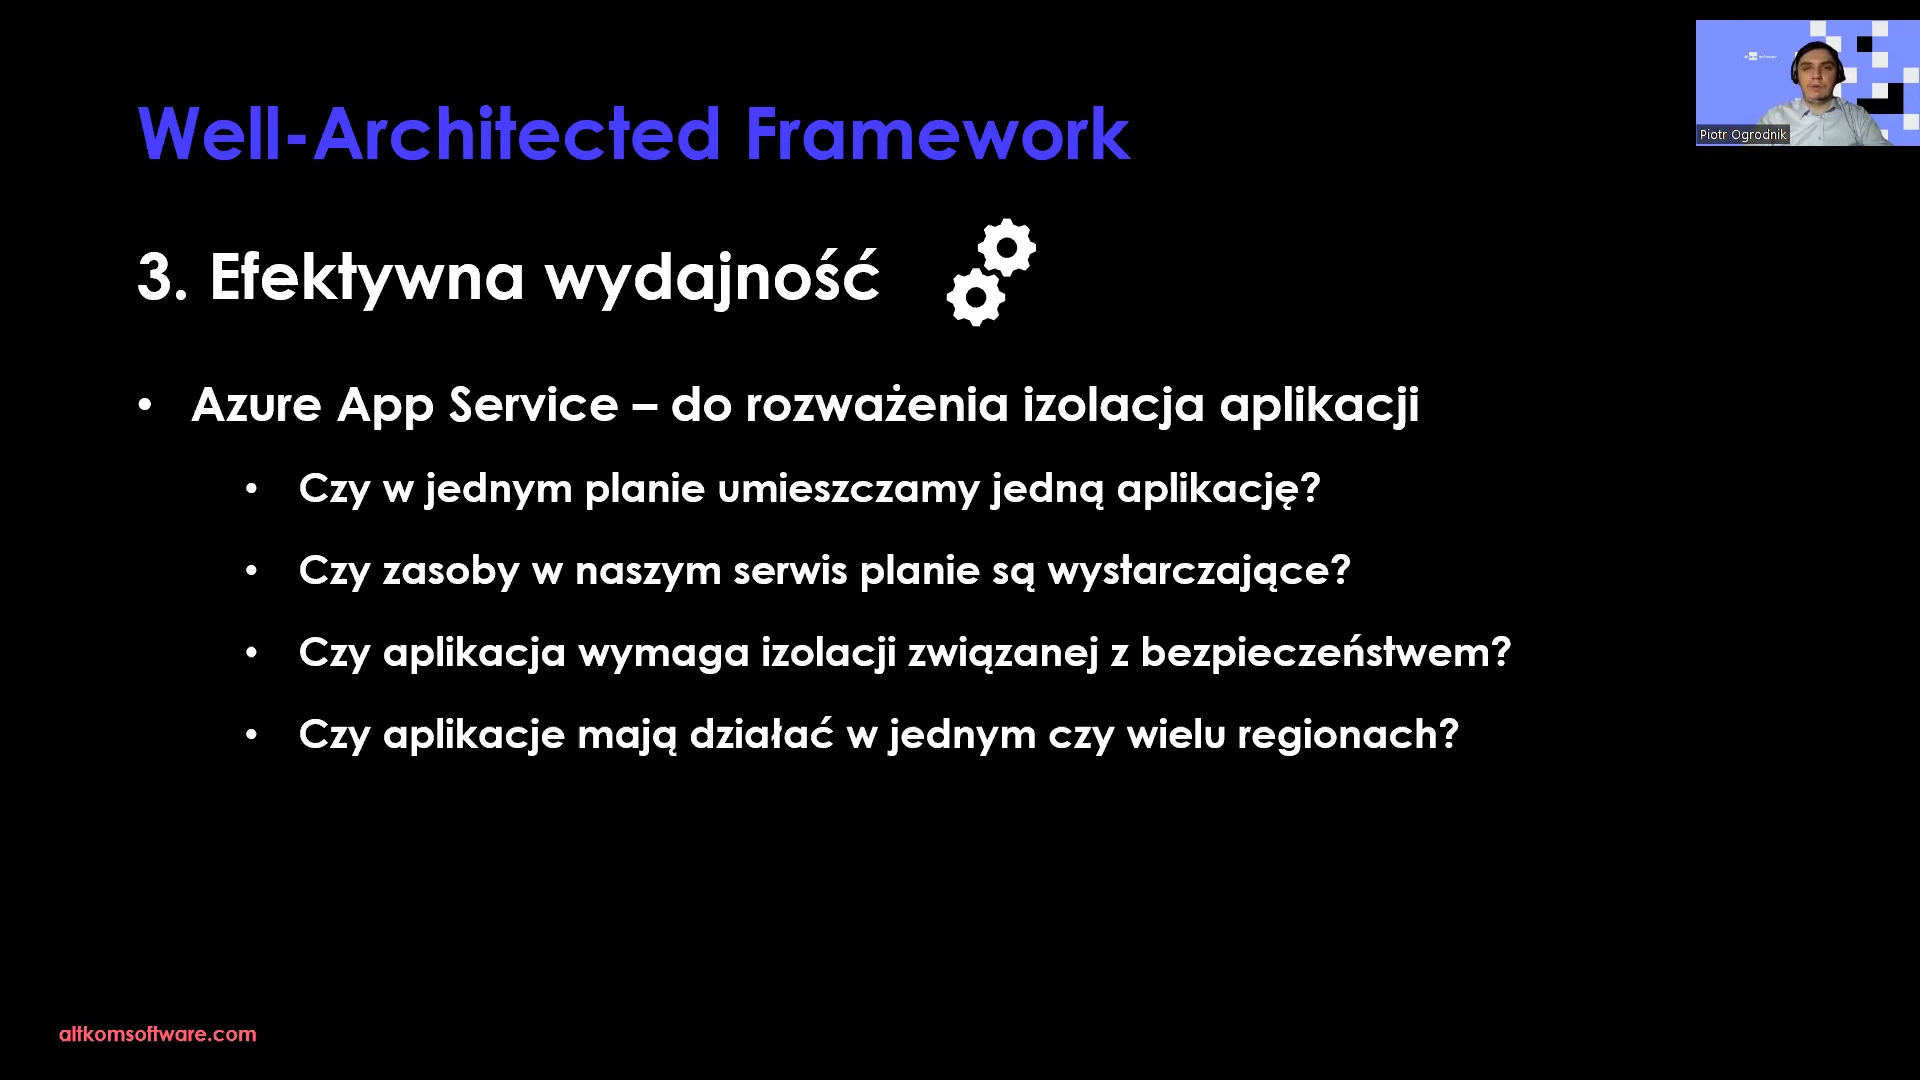 Well-Architected Framework
Piotr Ogrodnik
3. Efektywna wydajność
• Azure App Service – do rozważenia izolacja aplikacji
• Czy w jednym planie umieszczamy jedną aplikację?
• Czy zasoby w naszym serwis planie są wystarczające?
• Czy aplikacja wymaga izolacji związanej z bezpieczeństwem?
• Czy aplikacje mają działać w jednym czy wielu regionach?
altkomsoftware.com